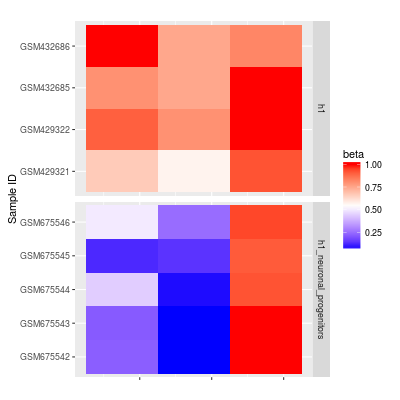 GSM432686
GSM432685
GSM429322
GSM429321
h1
GSM675546
GSM675545
GSM675544
GSM675543
GSM675542
h1_neuronal_progenitors
Sample ID
beta
1.00
0.75
0.50
0.25